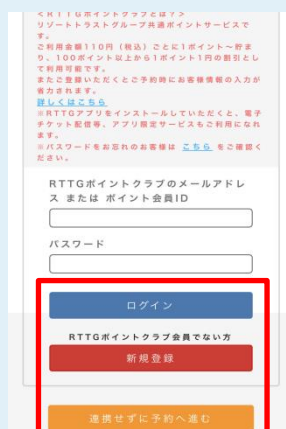 <RTTGポイントクラブとは?>
リゾートトラストグループ共通ポイントサービスで
す。
ご利用金額110円（税込）ごとに1ポイント～貯ま
り、100ポイント以上から1ポイント1円の割引とし
て利用可能です。
またご登録いただくとご予約時にお客様情報の入力が
省力されます。
詳しくはこちら
※RTTGアプリをインストールしていただくと、電子
チケット配信等、アプリ限定サービスもご利用になれ
ます。
※パスワードをお忘れのお客様は こちら をご確認く
ださい。
RTTGポイントクラブのメールアドレ
ス または ポイント会員ID
パスワード
ログイン
RTTGポイントクラブ会員でない方
新規登録
連携せずに予約へ進む